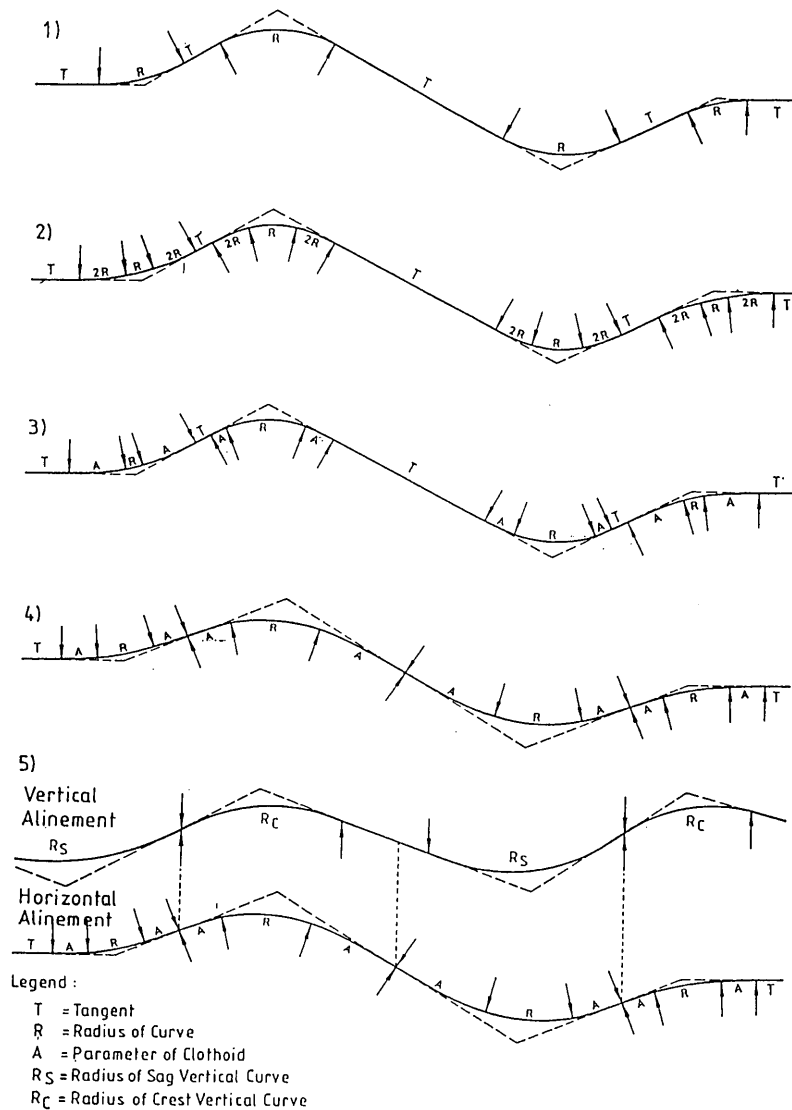 1)
T R T R T R T R T
2)
T 2R R 2R T 2R R 2R T 2R R 2R T 2R R 2R T
3)
T A R A T A R A T A R A T A R A T
4)
T A R A A R A A R A A R A T
5)
Vertical
Alinement
RS RC RS RC
Horizontal
Alinement
T A R A A R A A R A A R A T
Legend :
T = Tangent
R = Radius of Curve
A = Parameter of Clothoid
RS = Radius of Sag Vertical Curve
RC = Radius of Crest Vertical Curve